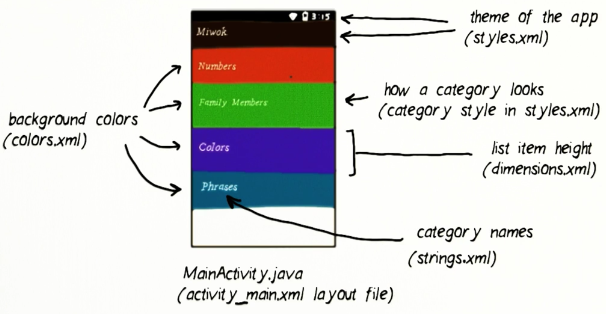 3:15
Miwok
Numbers
Family Members
Colors
Phrases
theme of the app
(styles.xml)
how a category looks
(category style in styles.xml)
background colors
(colors.xml)
list item height
(dimensions.xml)
category names
(strings.xml)
MainActivity.java
(activity_main.xml layout file)